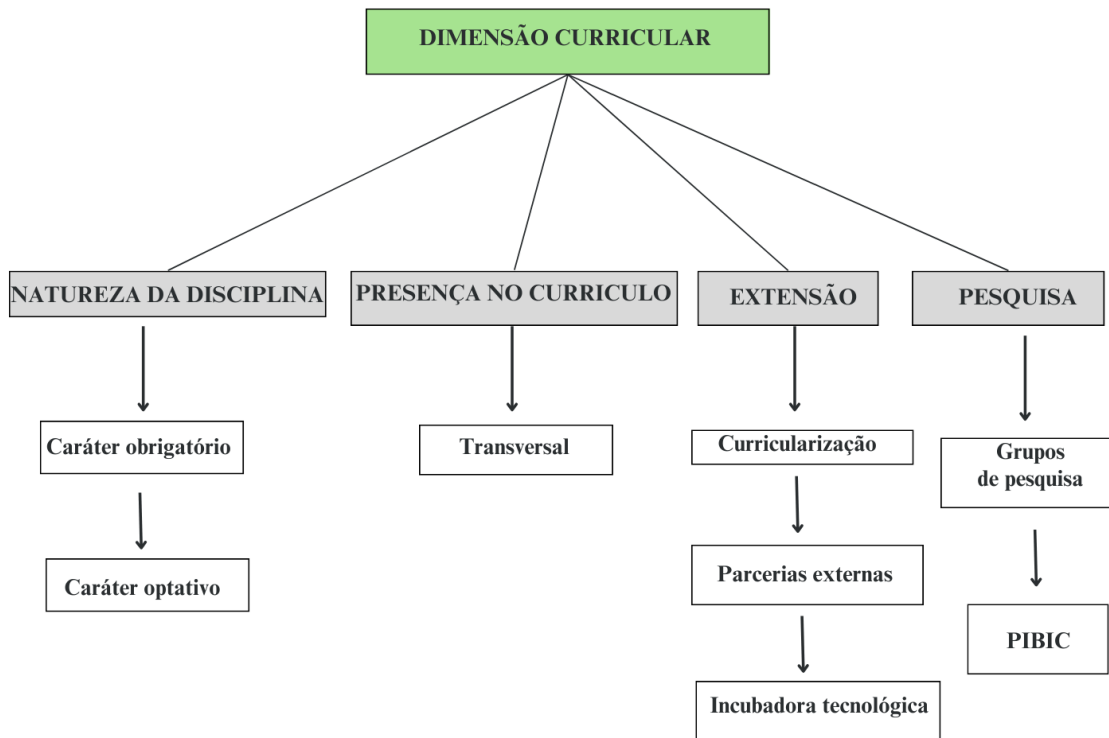 DIMENSÃO CURRICULAR
NATUREZA DA DISCIPLINA
PRESENÇA NO CURRICULO
EXTENSÃO
PESQUISA
Caráter obrigatório
Transversal
Curricularização
Grupos
de pesquisa
Caráter optativo
Parcerias externas
PIBIC
Incubadora tecnológica